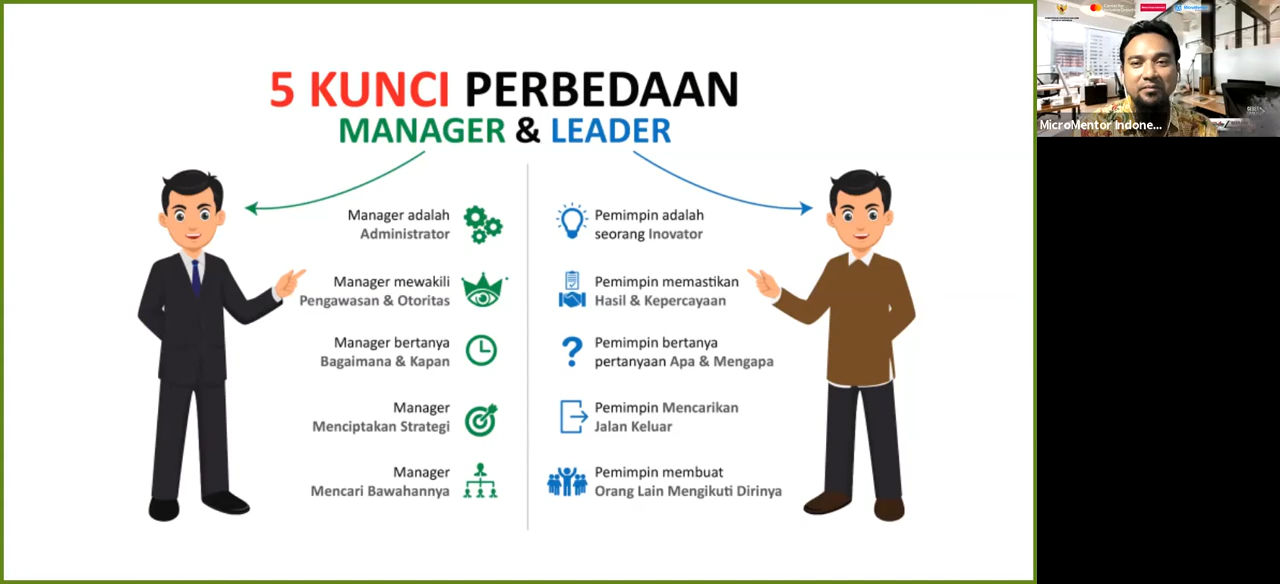 5 KUNCI PERBEDAAN
MANAGER & LEADER
Manager adalah
Administrator
Manager mewakili
Pengawasan & Otoritas
Manager bertanya
Bagaimana & Kapan
Manager
Menciptakan Strategi
Manager
Mencari Bawahannya
Pemimpin adalah
seorang Inovator
Pemimpin memastikan
Hasil & Kepercayaan
Pemimpin bertanya
pertanyaan Apa & Mengapa
Pemimpin Mencarikan
Jalan Keluar
Pemimpin membuat
Orang Lain Mengikuti Dirinya
MicroMentor Indone...